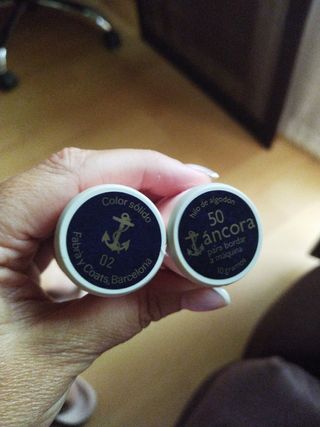 Color sólido
02
Fabra y Coats, Barcelona
hilo de algodón
50
áncora
para bordar
a máquina
10 gramos